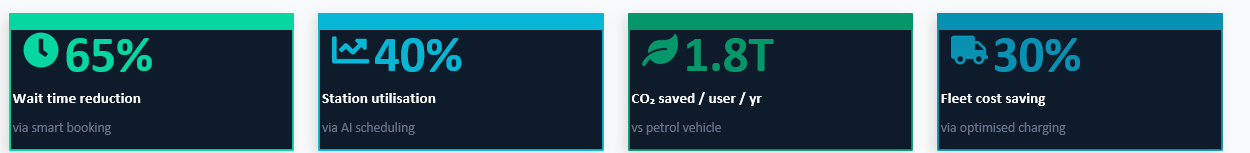 65%
Wait time reduction
via smart booking
40%
Station utilisation
via AI scheduling
1.8T
CO₂ saved / user / yr
vs petrol vehicle
30%
Fleet cost saving
via optimised charging